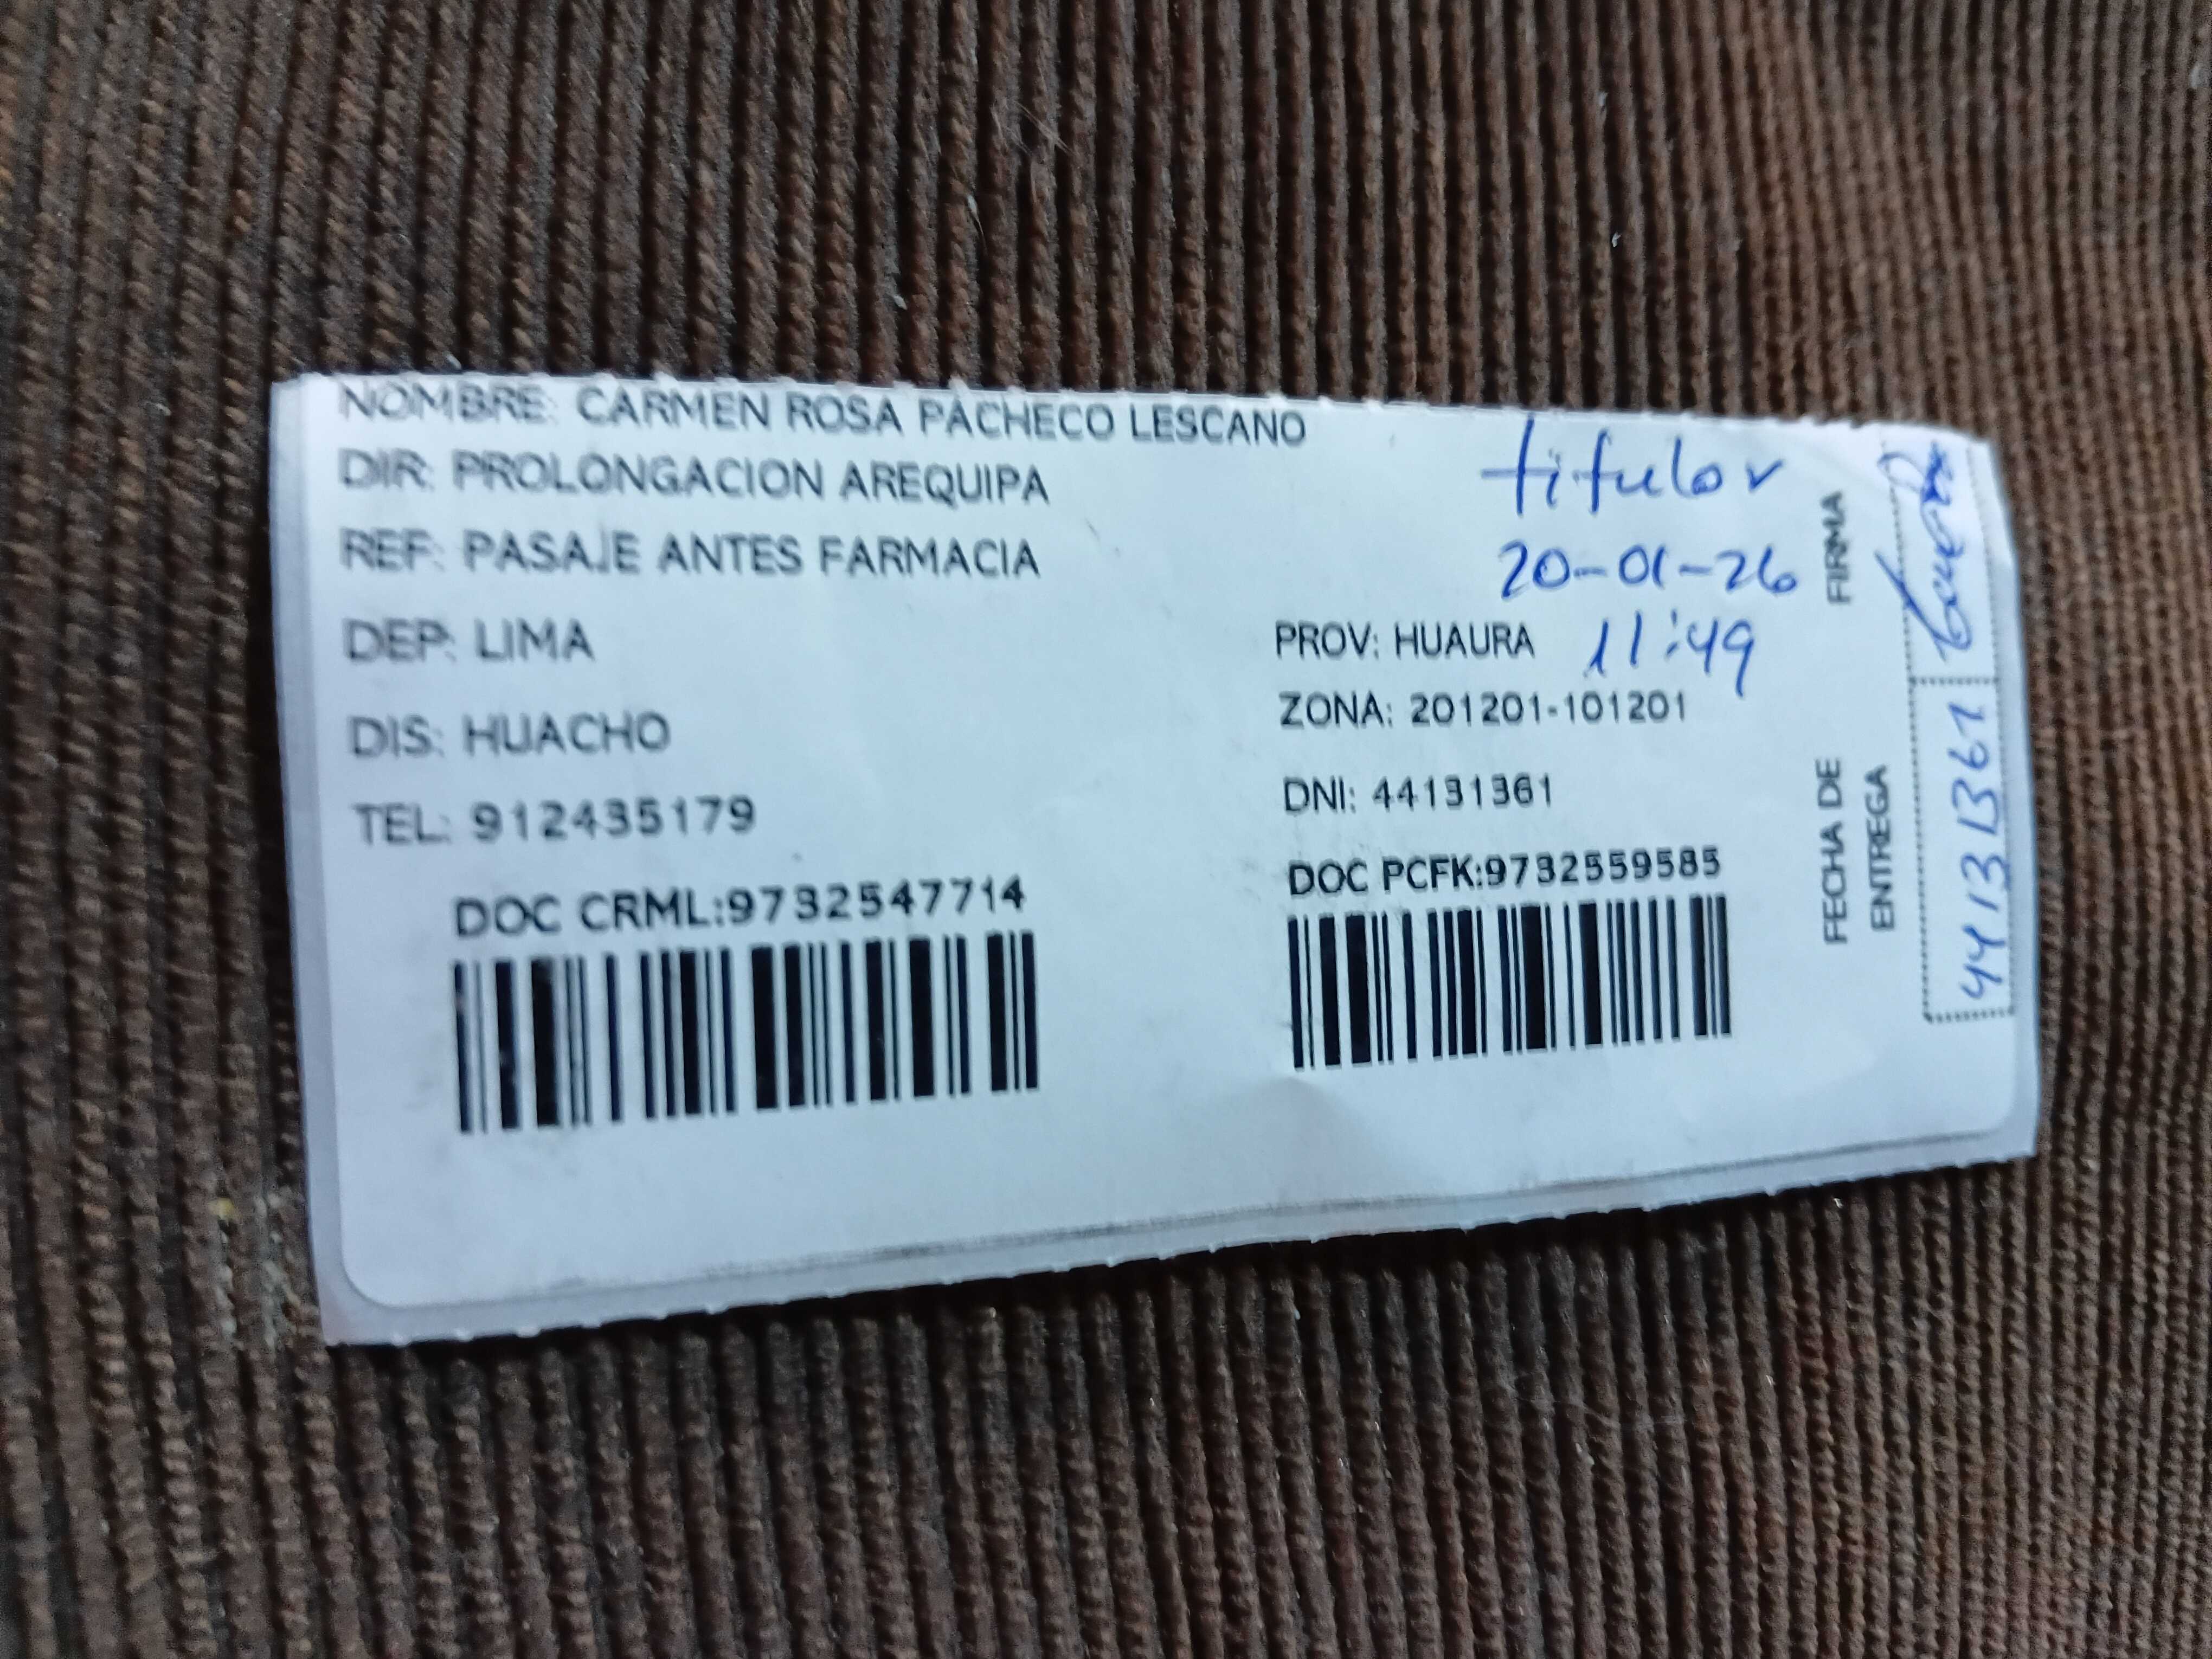 NOMBRE: CARMEN ROSA PACHECO LESCANO
DIR: PROLONGACION AREQUIPA
REF: PASAJE ANTES FARMACIA
DEP: LIMA
PROV: HUAURA
DIS: HUACHO
ZONA: 201201-101201
TEL: 912435179
DNI: 44131361
DOC CRML:9732547714
DOC PCFK:9732559585
titular
20-01-26
11:49
FIRMA
FECHA DE
ENTREGA
44131361